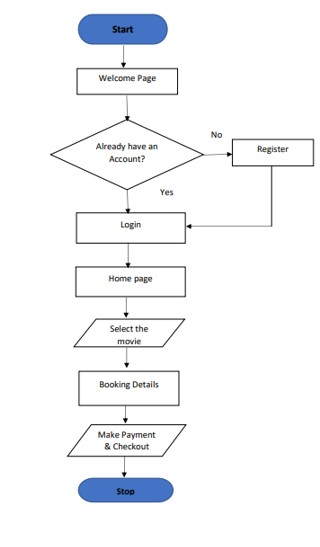 Start
Welcome Page
Already have an
Account?
No
Register
Yes
Login
Home page
Select the
movie
Booking Details
Make Payment
& Checkout
Stop